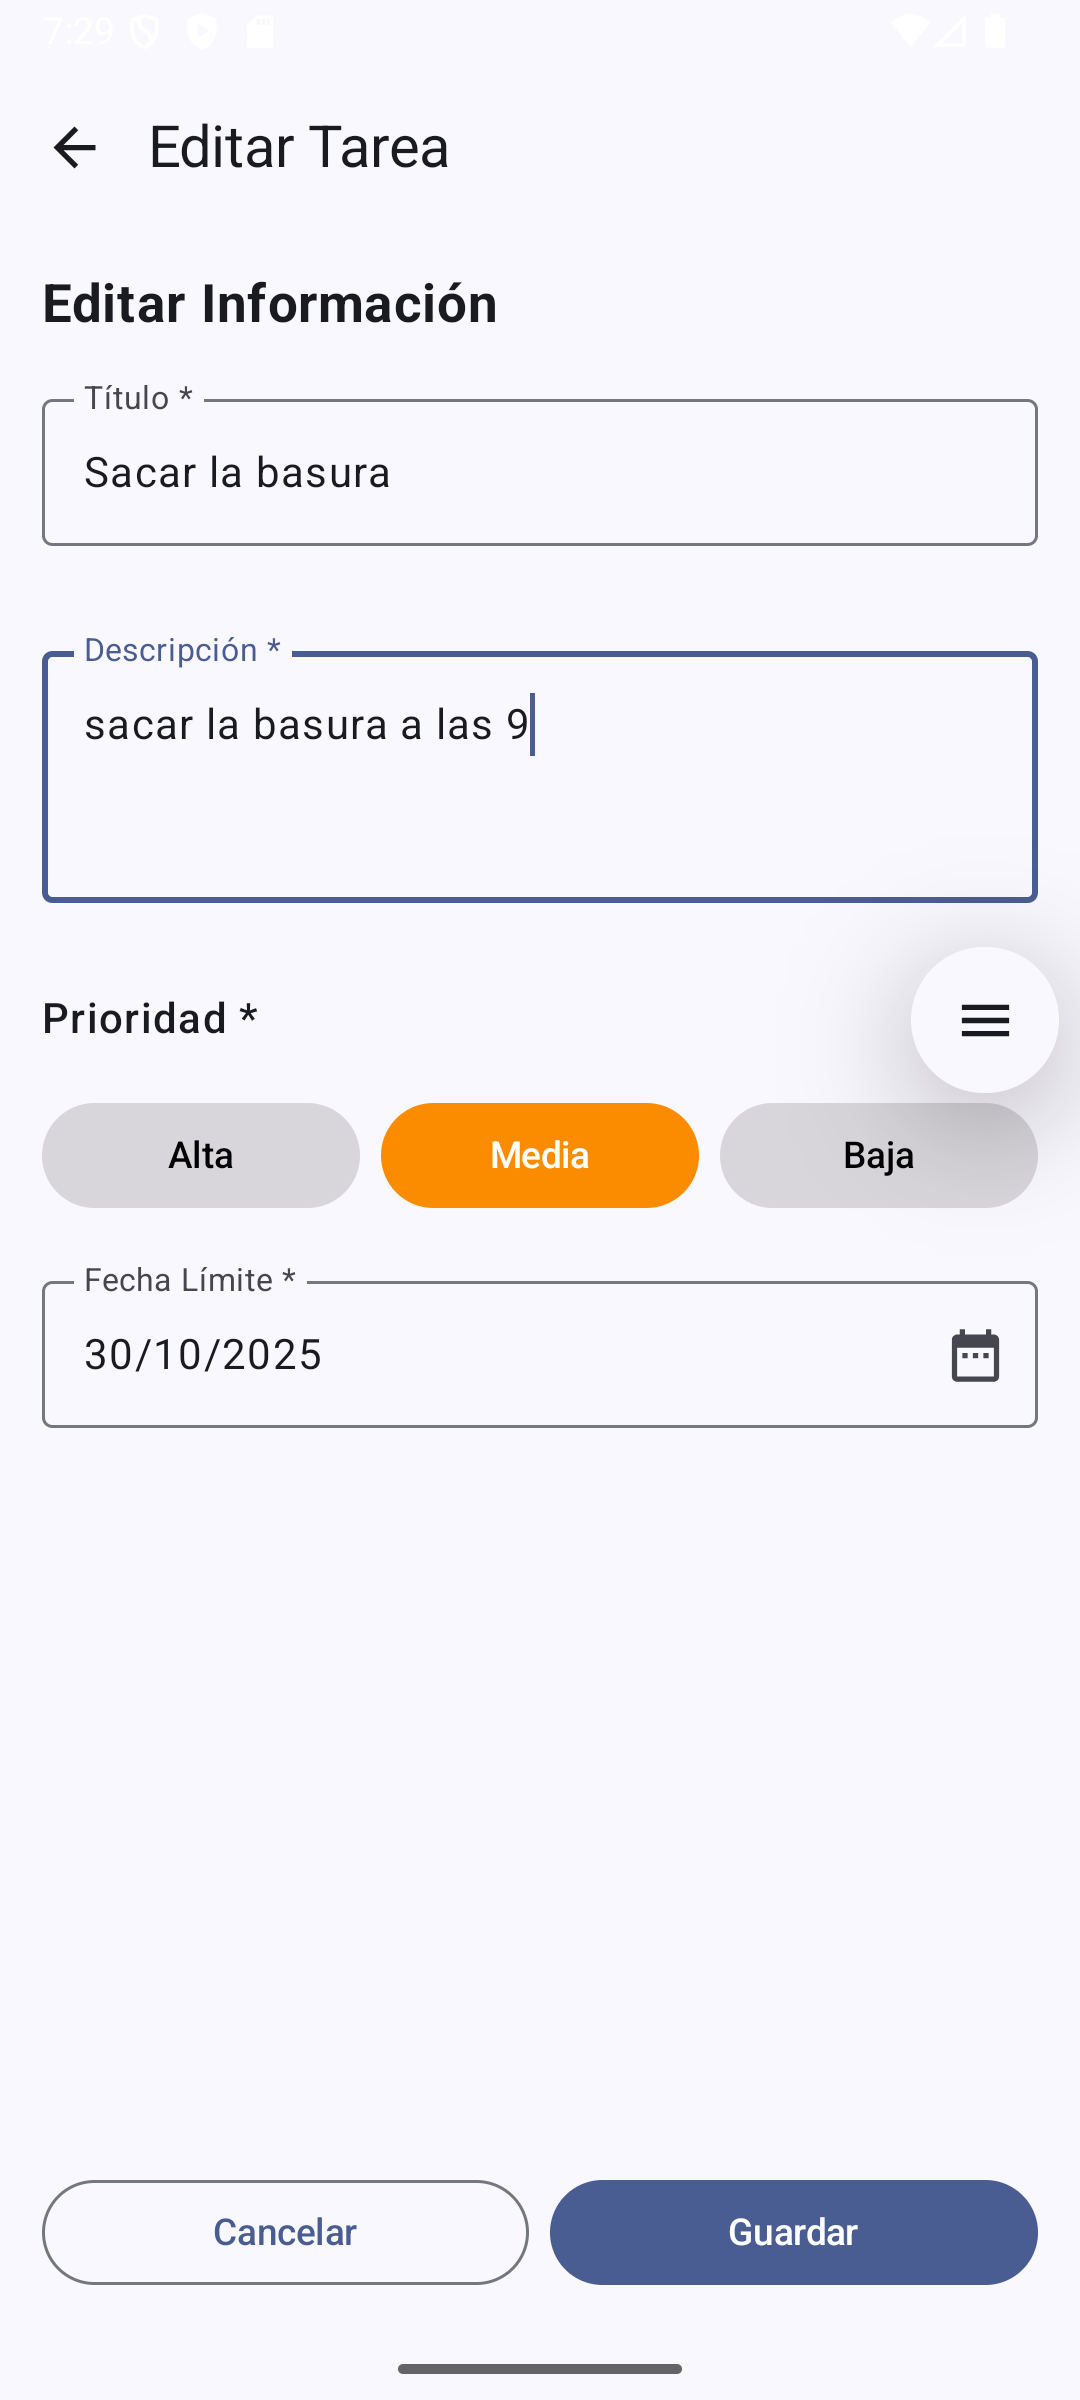 7:29
Editar Tarea
Editar Información
Título *
Sacar la basura
Descripción *
sacar la basura a las 9
Prioridad *
Alta Media Baja
Fecha Límite *
30/10/2025
Cancelar Guardar